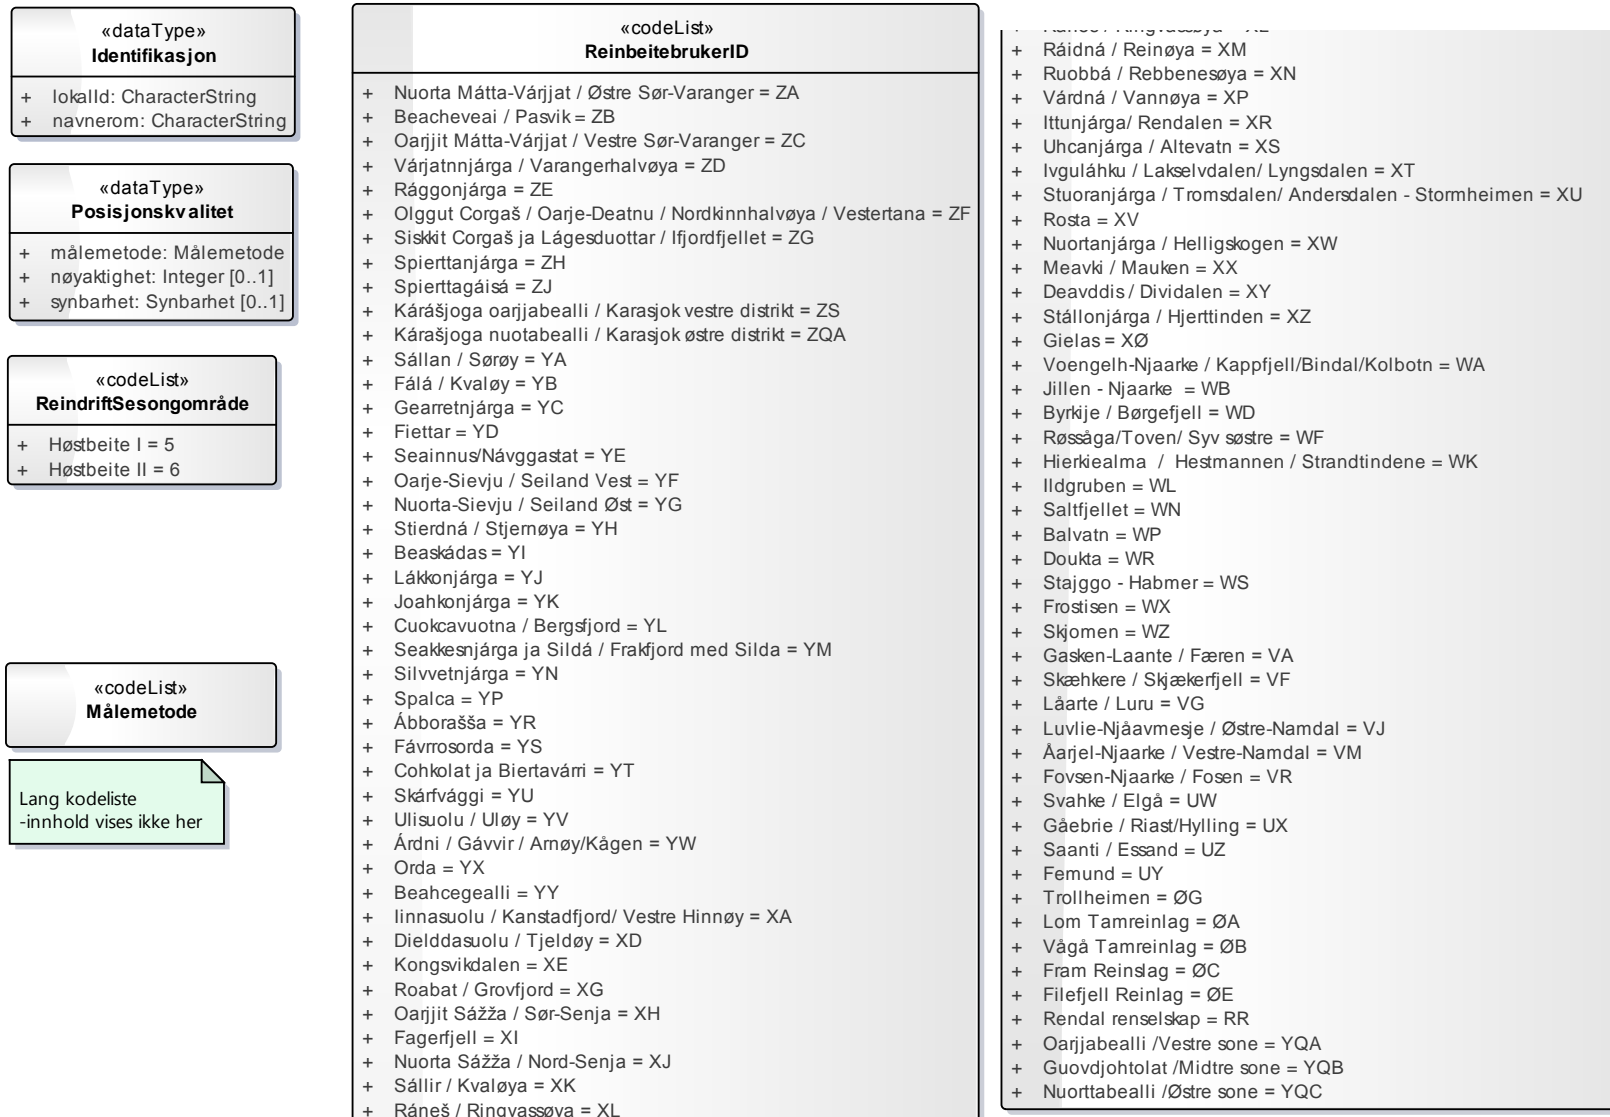 «dataType»
Identifikasjon
+ lokalId: CharacterString
+ navnerom: CharacterString
«dataType»
Posisjonskvalitet
+ målemetode: Målemetode
+ nøyaktighet: Integer [0..1]
+ synbarhet: Synbarhet [0..1]
«codeList»
ReindriftSesongområde
+ Høstbeite I = 5
+ Høstbeite II = 6
«codeList»
Målemetode
Lang kodeliste
-innhold vises ikke her
«codeList»
ReinbeitebrukerID
+ Nuorta Mátta-Várjjat / Østre Sør-Varanger = ZA
+ Beacheveai / Pasvik = ZB
+ Oarjjit Mátta-Várjjat / Vestre Sør-Varanger = ZC
+ Várjatnnjárga / Varangerhalvøya = ZD
+ Rággonjárga = ZE
+ Olggut Corgaš / Oarje-Deatnu / Nordkinnhalvøya / Vestertana = ZF
+ Siskkit Corgaš ja Lágesduottar / Ifjordfjellet = ZG
+ Spierttanjárga = ZH
+ Spierttagáisá = ZJ
+ Kárášjoga oarjjabealli / Karasjok vestre distrikt = ZS
+ Kárašjoga nuotabealli / Karasjok østre distrikt = ZQA
+ Sállan / Sørøy = YA
+ Fálá / Kvaløy = YB
+ Gearretnjárga = YC
+ Fiettar = YD
+ Seainnus/Návggastat = YE
+ Oarje-Sievju / Seiland Vest = YF
+ Nuorta-Sievju / Seiland Øst = YG
+ Stierdná / Stjernøya = YH
+ Beaskádas = YI
+ Lákkonjárga = YJ
+ Joahkonjárga = YK
+ Cuokcavuotna / Bergsfjord = YL
+ Seakkesnjárga ja Sildá / Frakfjord med Silda = YM
+ Silvvetnjárga = YN
+ Spalca = YP
+ Ábborašša = YR
+ Fávrrosorda = YS
+ Cohkolat ja Biertavárri = YT
+ Skárfvággi = YU
+ Ulisuolu / Uløy = YV
+ Árdni / Gávvir / Arnøy/Kågen = YW
+ Orda = YX
+ Beahcegealli = YY
+ Iinnasuolu / Kanstadfjord/ Vestre Hinnøy = XA
+ Dielddasuolu / Tjeldøy = XD
+ Kongsvikdalen = XE
+ Roabat / Grovfjord = XG
+ Oarjjit Sážža / Sør-Senja = XH
+ Fagerfjell = XI
+ Nuorta Sážža / Nord-Senja = XJ
+ Sállir / Kvaløya = XK
+ Ráneš / Ringvassøya = XL
+ Ráneš / Ringvassøya = XL
+ Ráidná / Reinøya = XM
+ Ruobbá / Rebbenesøya = XN
+ Várdná / Vannøya = XP
+ Ittunjárga/ Rendalen = XR
+ Uhcanjárga / Altevatn = XS
+ Ivguláhku / Lakselvdalen/ Lyngsdalen = XT
+ Stuoranjárga / Tromsdalen/ Andersdalen - Stormheimen = XU
+ Rosta = XV
+ Nuortanjárga / Helligskogen = XW
+ Meavki / Mauken = XX
+ Deavddis / Dividalen = XY
+ Stállonjárga / Hjerttinden = XZ
+ Gielas = XØ
+ Voengelh-Njaarke / Kappfjell/Bindal/Kolbotn = WA
+ Jillen - Njaarke = WB
+ Byrkije / Børgefjell = WD
+ Røssåga/Toven/ Syv søstre = WF
+ Hierkiealma / Hestmannen / Strandtindene = WK
+ Ildgruben = WL
+ Saltfjellet = WN
+ Balvatn = WP
+ Doukta = WR
+ Stajggo - Habmer = WS
+ Frostisen = WX
+ Skjomen = WZ
+ Gasken-Laante / Færen = VA
+ Skæhkere / Skjækerfjell = VF
+ Låarte / Luru = VG
+ Luvlie-Njåavmesje / Østre-Namdal = VJ
+ Åarjel-Njaarke / Vestre-Namdal = VM
+ Fovsen-Njaarke / Fosen = VR
+ Svahke / Elgå = UW
+ Gåebrie / Riast/Hylling = UX
+ Saanti / Essand = UZ
+ Femund = UY
+ Trollheimen = ØG
+ Lom Tamreinlag = ØA
+ Vågå Tamreinlag = ØB
+ Fram Reinslag = ØC
+ Filefjell Reinlag = ØE
+ Rendal renselskap = RR
+ Oarjjabealli /Vestre sone = YQA
+ Guovdjohtolat /Midtre sone = YQB
+ Nuorttabealli /Østre sone = YQC